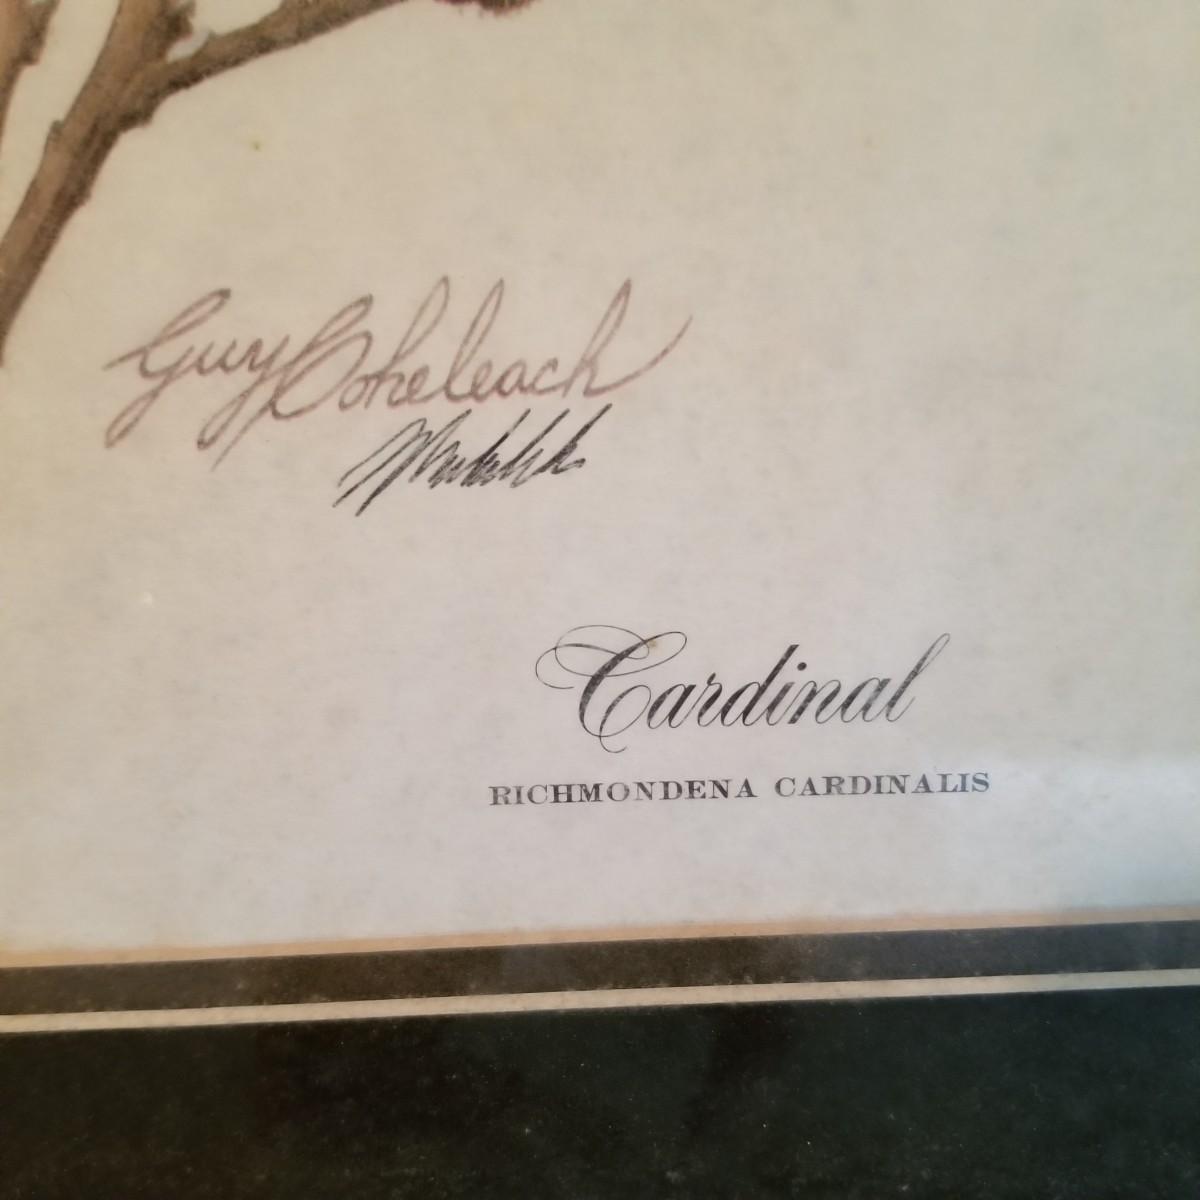 Guy Coheleach
Cardinal
RICHMONDENA CARDINALIS